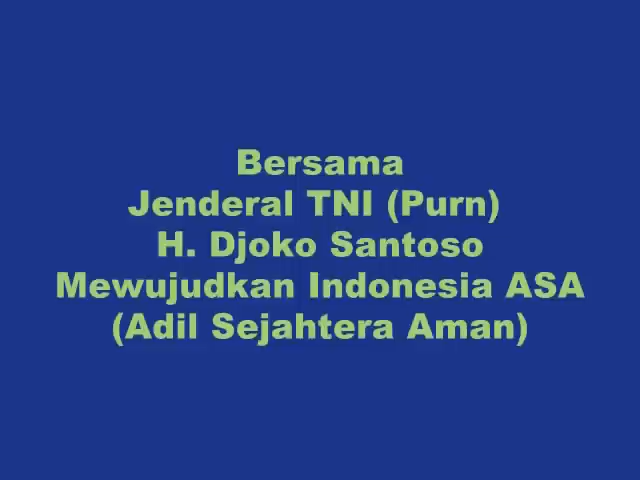 Bersama
Jenderal TNI (Purn)
H. Djoko Santoso
Mewujudkan Indonesia ASA
(Adil Sejahtera Aman)